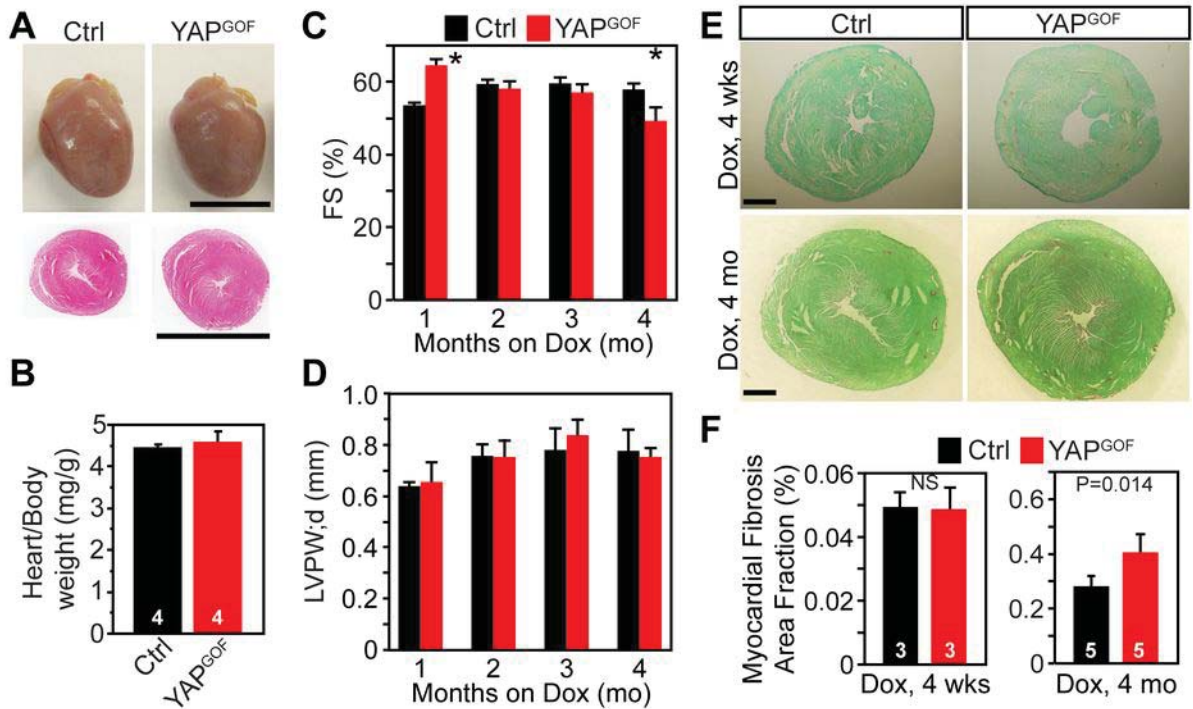 A
Ctrl YAPGOF
B
Heart/Body
weight (mg/g)
5
4
3
2
1
0
4 4
Ctrl YAPGOF
C
Ctrl YAPGOF
FS (%)
60
40
20
0
* *
1 2 3 4
Months on Dox (mo)
D
LVPW;d (mm)
1.0
0.8
0.6
0.4
0.2
0
1 2 3 4
Months on Dox (mo)
E
Ctrl YAPGOF
Dox, 4 wks
Dox, 4 mo
F
Ctrl YAPGOF
Myocardial Fibrosis
Area Fraction (%)
0.06
0.04
0.02
0
NS
3 3
Dox, 4 wks
0.6
0.4
0.2
0
P=0.014
5 5
Dox, 4 mo